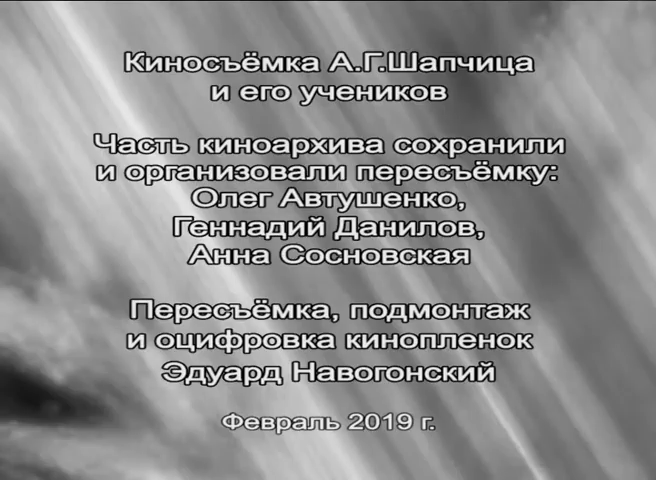 Киносъёмка А.Г.Шапчица
и его учеников
Часть киноархива сохранили
и организовали пересъёмку:
Олег Автушенко,
Геннадий Данилов,
Анна Сосновская
Пересъёмка, подмонтаж
и оцифровка кинопленок
Эдуард Навогонский
Февраль 2019 г.